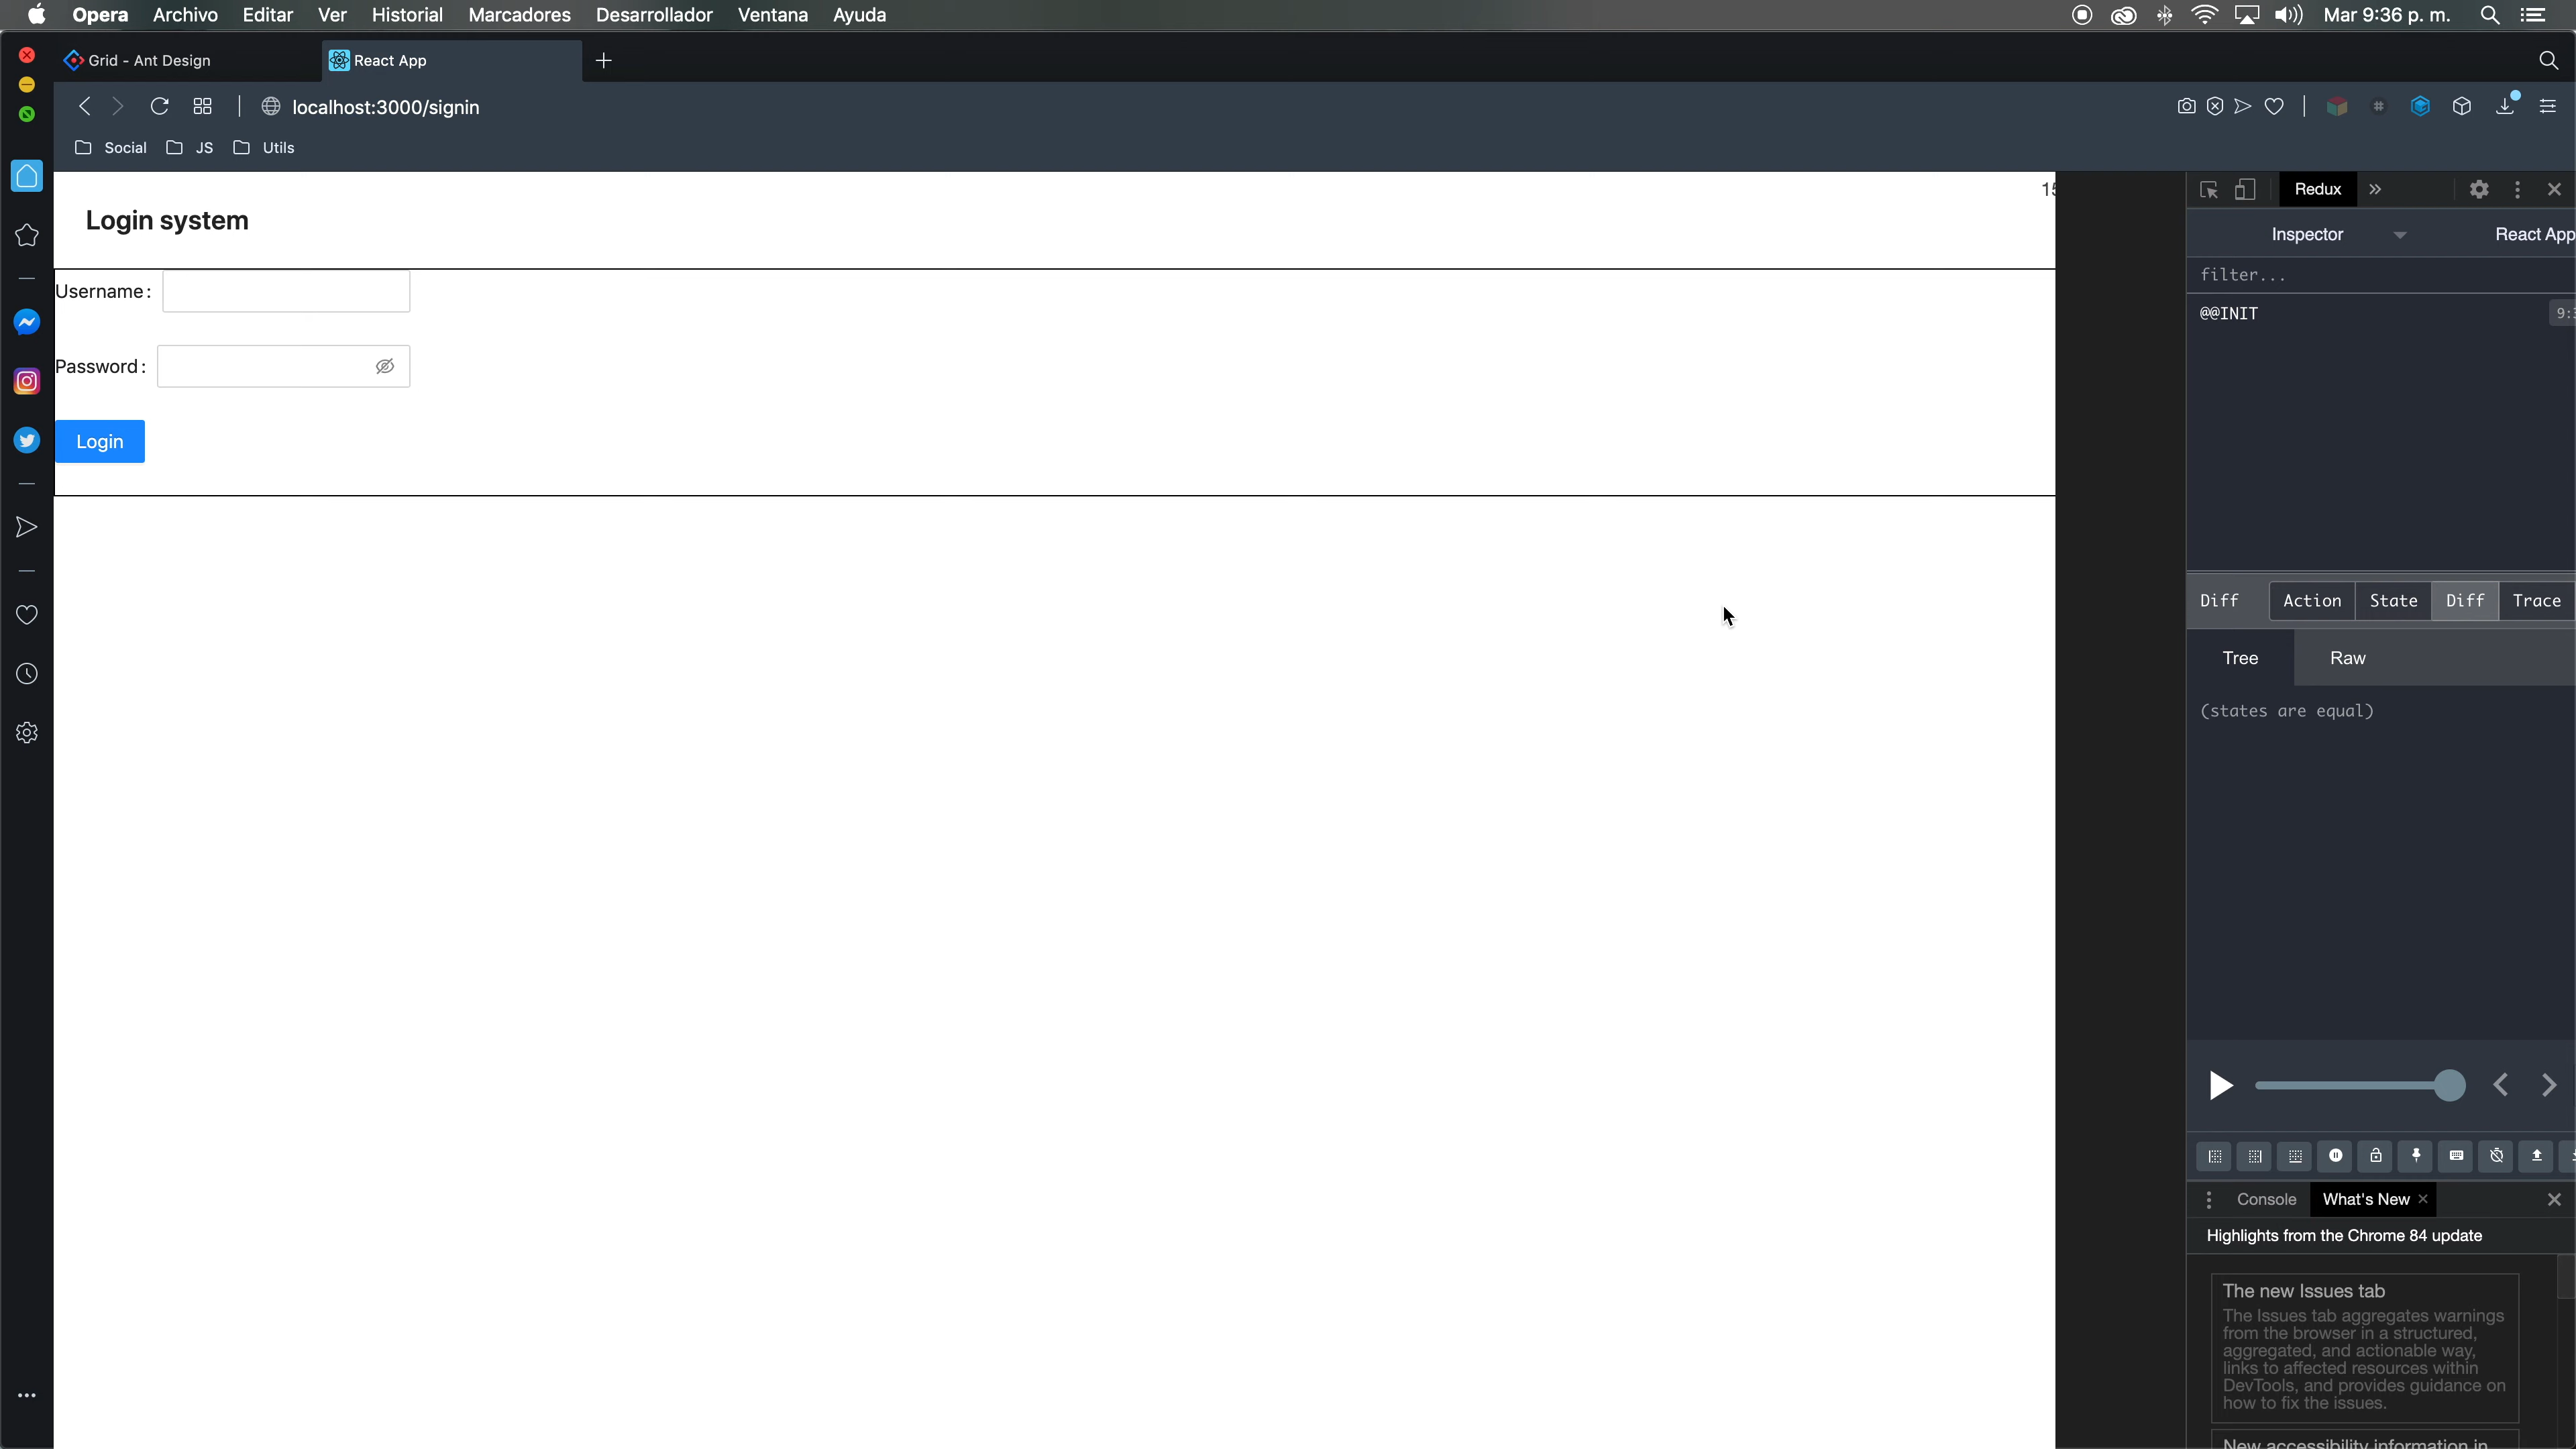 Opera Archivo Editar Ver Historial Marcadores Desarrollador Ventana Ayuda Mar 9:36 p. m.
Grid - Ant Design React App
localhost:3000/signin
Social JS Utils
Login system
Username:
Password:
Login
Redux
Inspector React App
filter...
@@INIT
Diff Action State Diff Trace
Tree Raw
(states are equal)
Console What's New
Highlights from the Chrome 84 update
The new Issues tab
The Issues tab aggregates warnings
from the browser in a structured,
aggregated, and actionable way,
links to affected resources within
DevTools, and provides guidance on
how to fix the issues.
New accessibility information in